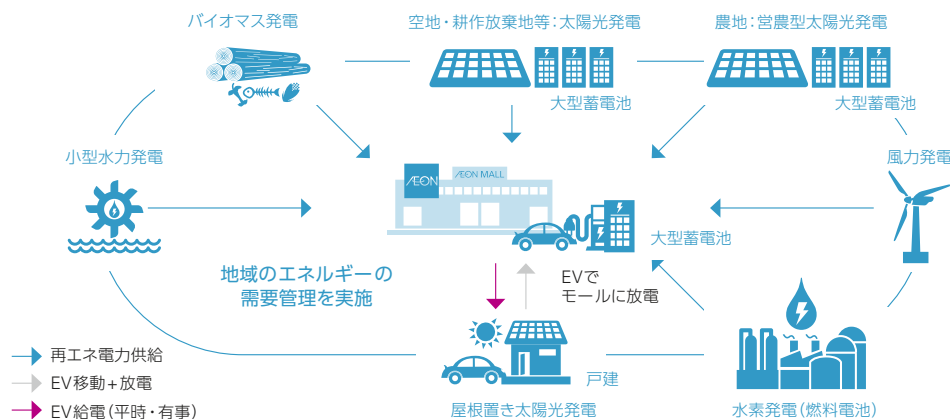 バイオマス発電
空地・耕作放棄地等：太陽光発電
農地：営農型太陽光発電
大型蓄電池
大型蓄電池
小型水力発電
風力発電
ÆON
ÆON MALL
大型蓄電池
地域のエネルギーの
需要管理を実施
EVで
モールに放電
再エネ電力供給
EV移動＋放電
EV給電（平時・有事）
戸建
屋根置き太陽光発電
水素発電（燃料電池）